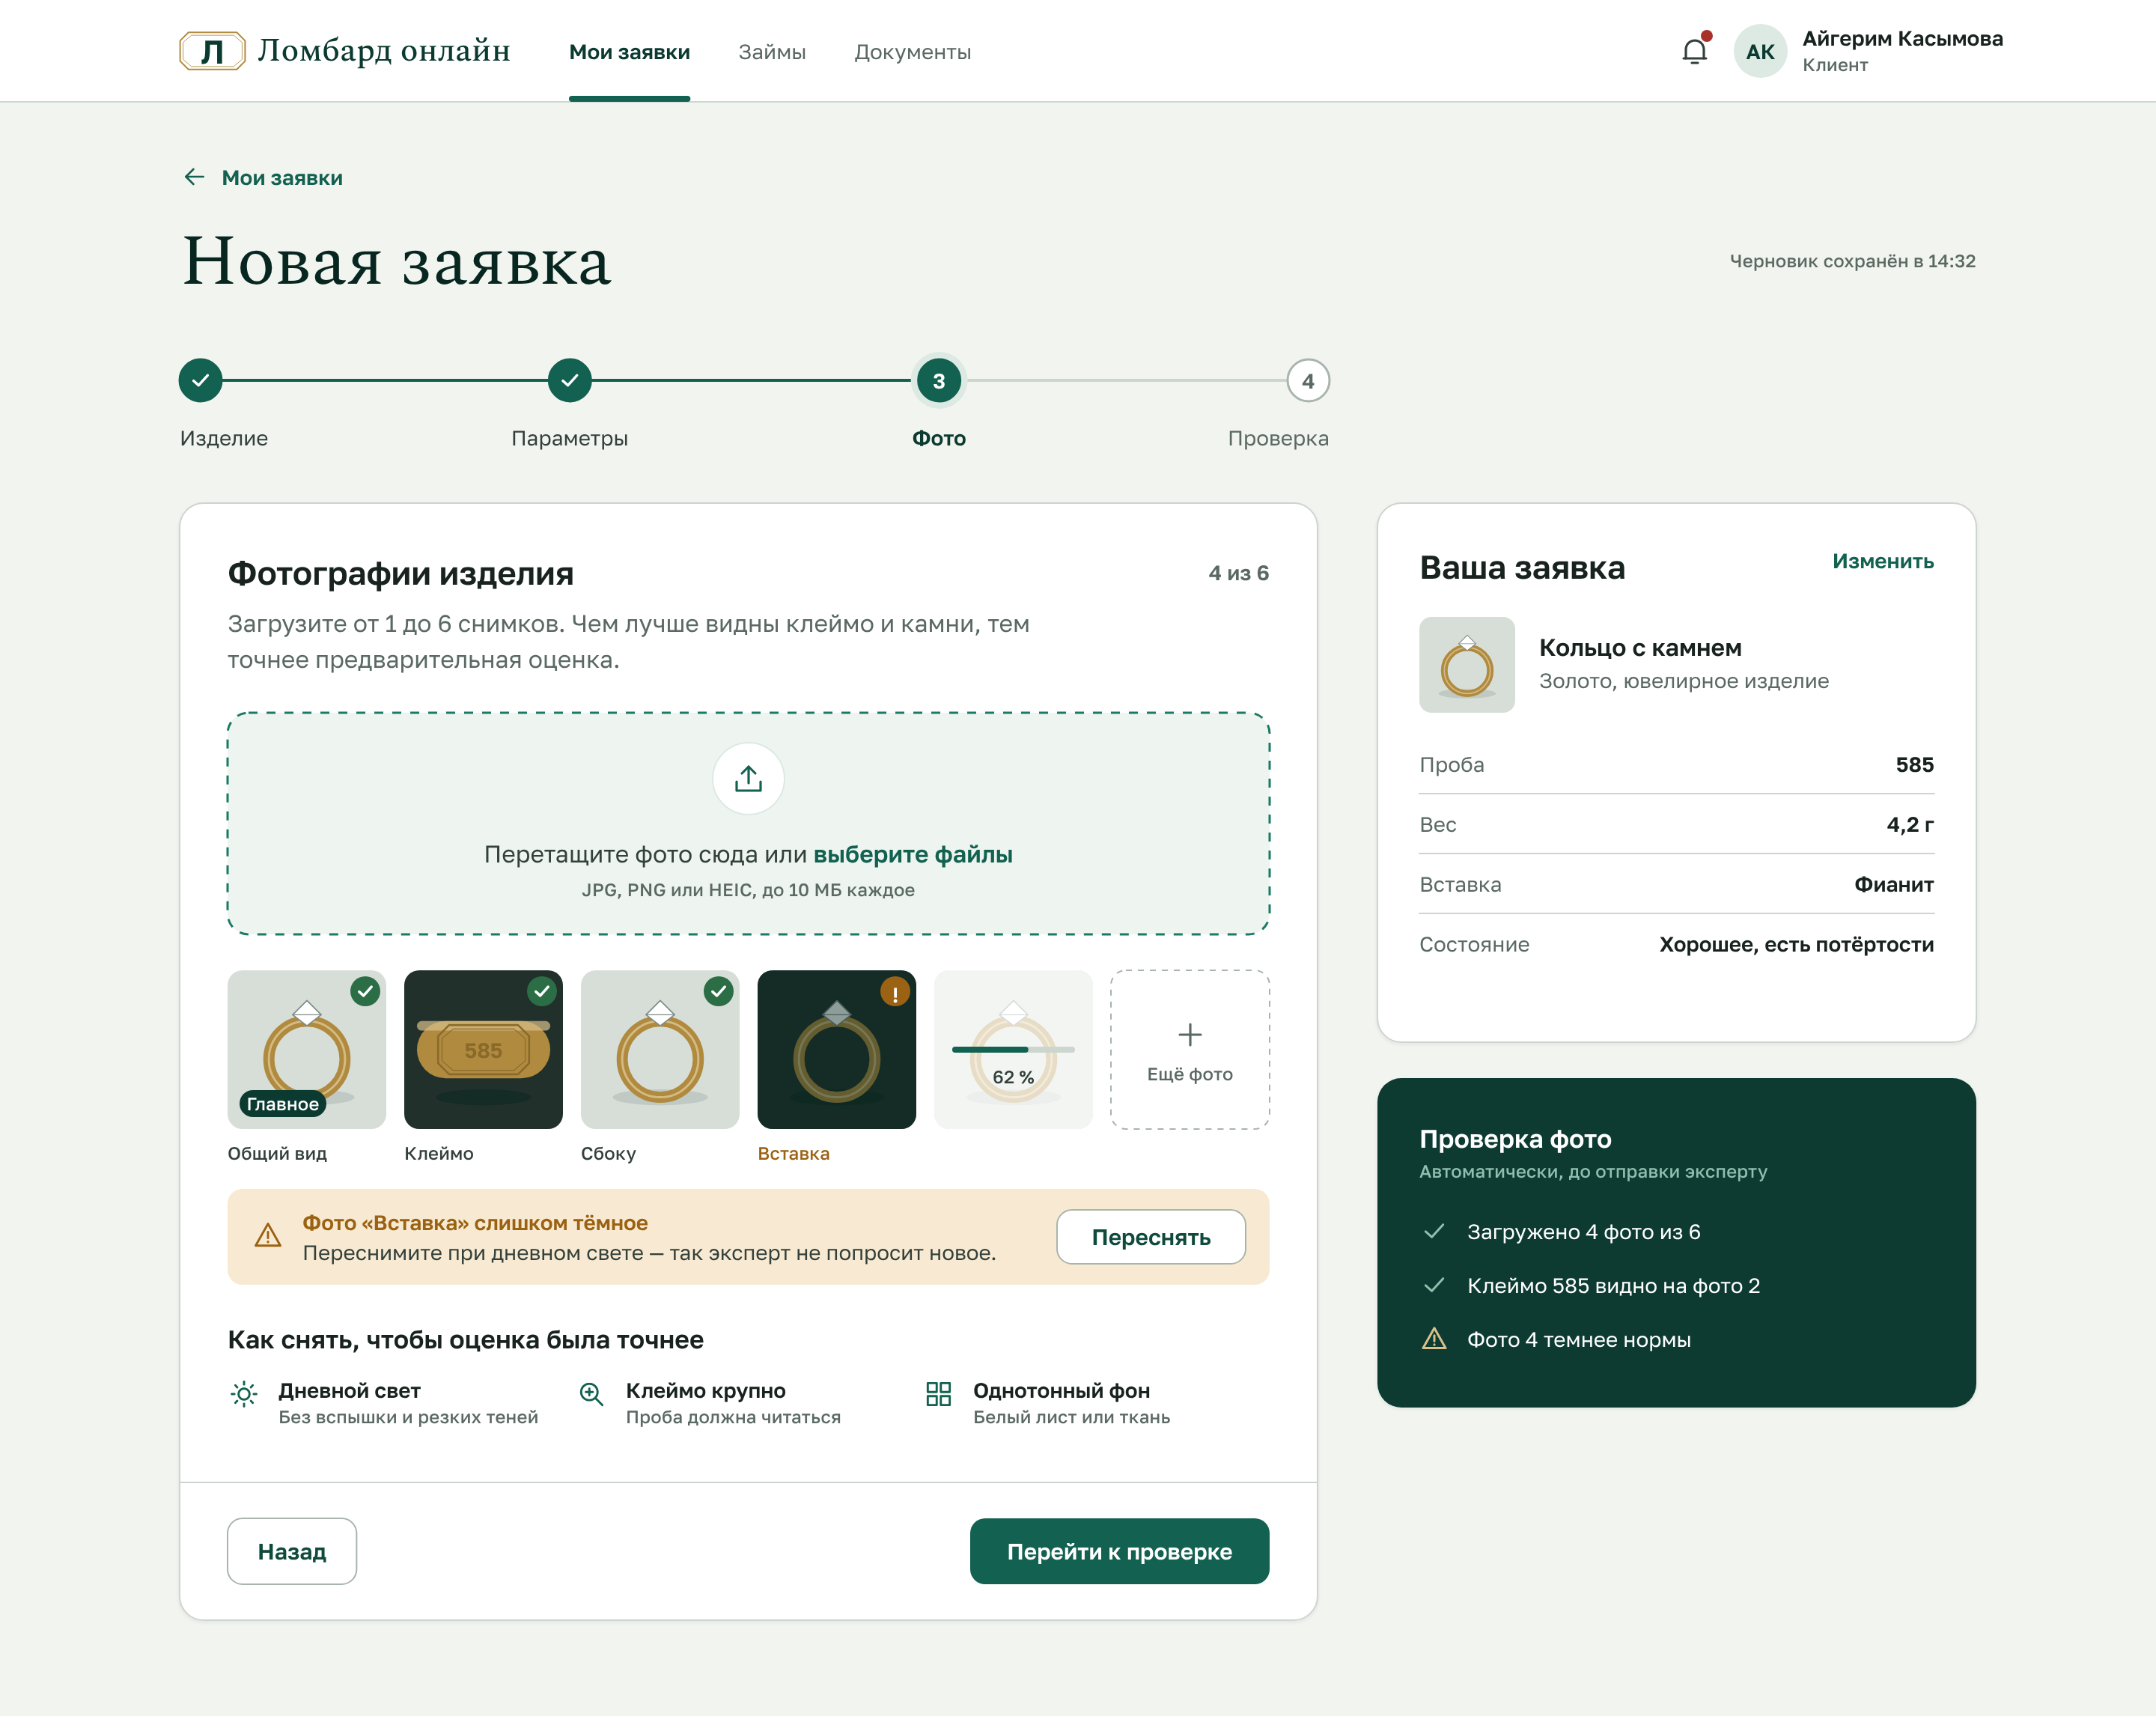 Л Ломбард онлайн
Мои заявки Займы Документы
АК
Айгерим Касымова
Клиент
Мои заявки
Новая заявка
Черновик сохранён в 14:32
3 4
Изделие Параметры Фото Проверка
Фотографии изделия
4 из 6
Загрузите от 1 до 6 снимков. Чем лучше видны клеймо и камни, тем
точнее предварительная оценка.
Перетащите фото сюда или выберите файлы
JPG, PNG или HEIC, до 10 МБ каждое
585
!
62 %
Ещё фото
Главное
Общий вид Клеймо Сбоку Вставка
Фото «Вставка» слишком тёмное
Переснимите при дневном свете — так эксперт не попросит новое.
Переснять
Как снять, чтобы оценка была точнее
Дневной свет
Без вспышки и резких теней
Клеймо крупно
Проба должна читаться
Однотонный фон
Белый лист или ткань
Назад
Перейти к проверке
Ваша заявка
Изменить
Кольцо с камнем
Золото, ювелирное изделие
Проба 585
Вес 4,2 г
Вставка Фианит
Состояние Хорошее, есть потёртости
Проверка фото
Автоматически, до отправки эксперту
Загружено 4 фото из 6
Клеймо 585 видно на фото 2
Фото 4 темнее нормы